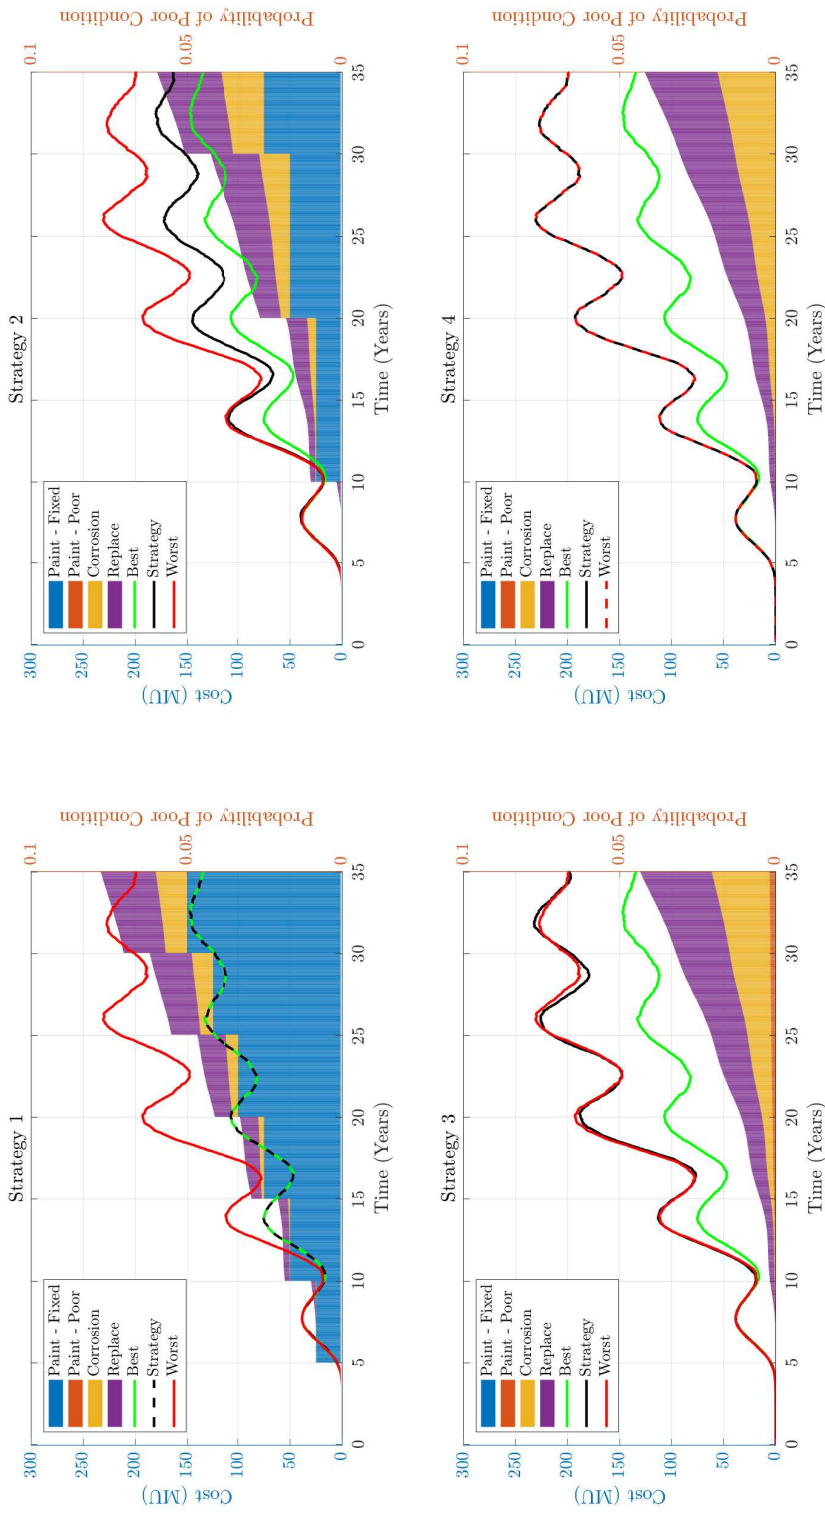 Strategy 1
300
250
200
150
100
50
0
Cost (MU)
0.1
0.05
0
Probability of Poor Condition
0 5 10 15 20 25 30 35
Time (Years)
Paint - Fixed
Paint - Poor
Corrosion
Replace
Best
Strategy
Worst
Strategy 2
300
250
200
150
100
50
0
Cost (MU)
0.1
0.05
0
Probability of Poor Condition
0 5 10 15 20 25 30 35
Time (Years)
Paint - Fixed
Paint - Poor
Corrosion
Replace
Best
Strategy
Worst
Strategy 3
300
250
200
150
100
50
0
Cost (MU)
0.1
0.05
0
Probability of Poor Condition
0 5 10 15 20 25 30 35
Time (Years)
Paint - Fixed
Paint - Poor
Corrosion
Replace
Best
Strategy
Worst
Strategy 4
300
250
200
150
100
50
0
Cost (MU)
0.1
0.05
0
Probability of Poor Condition
0 5 10 15 20 25 30 35
Time (Years)
Paint - Fixed
Paint - Poor
Corrosion
Replace
Best
Strategy
Worst